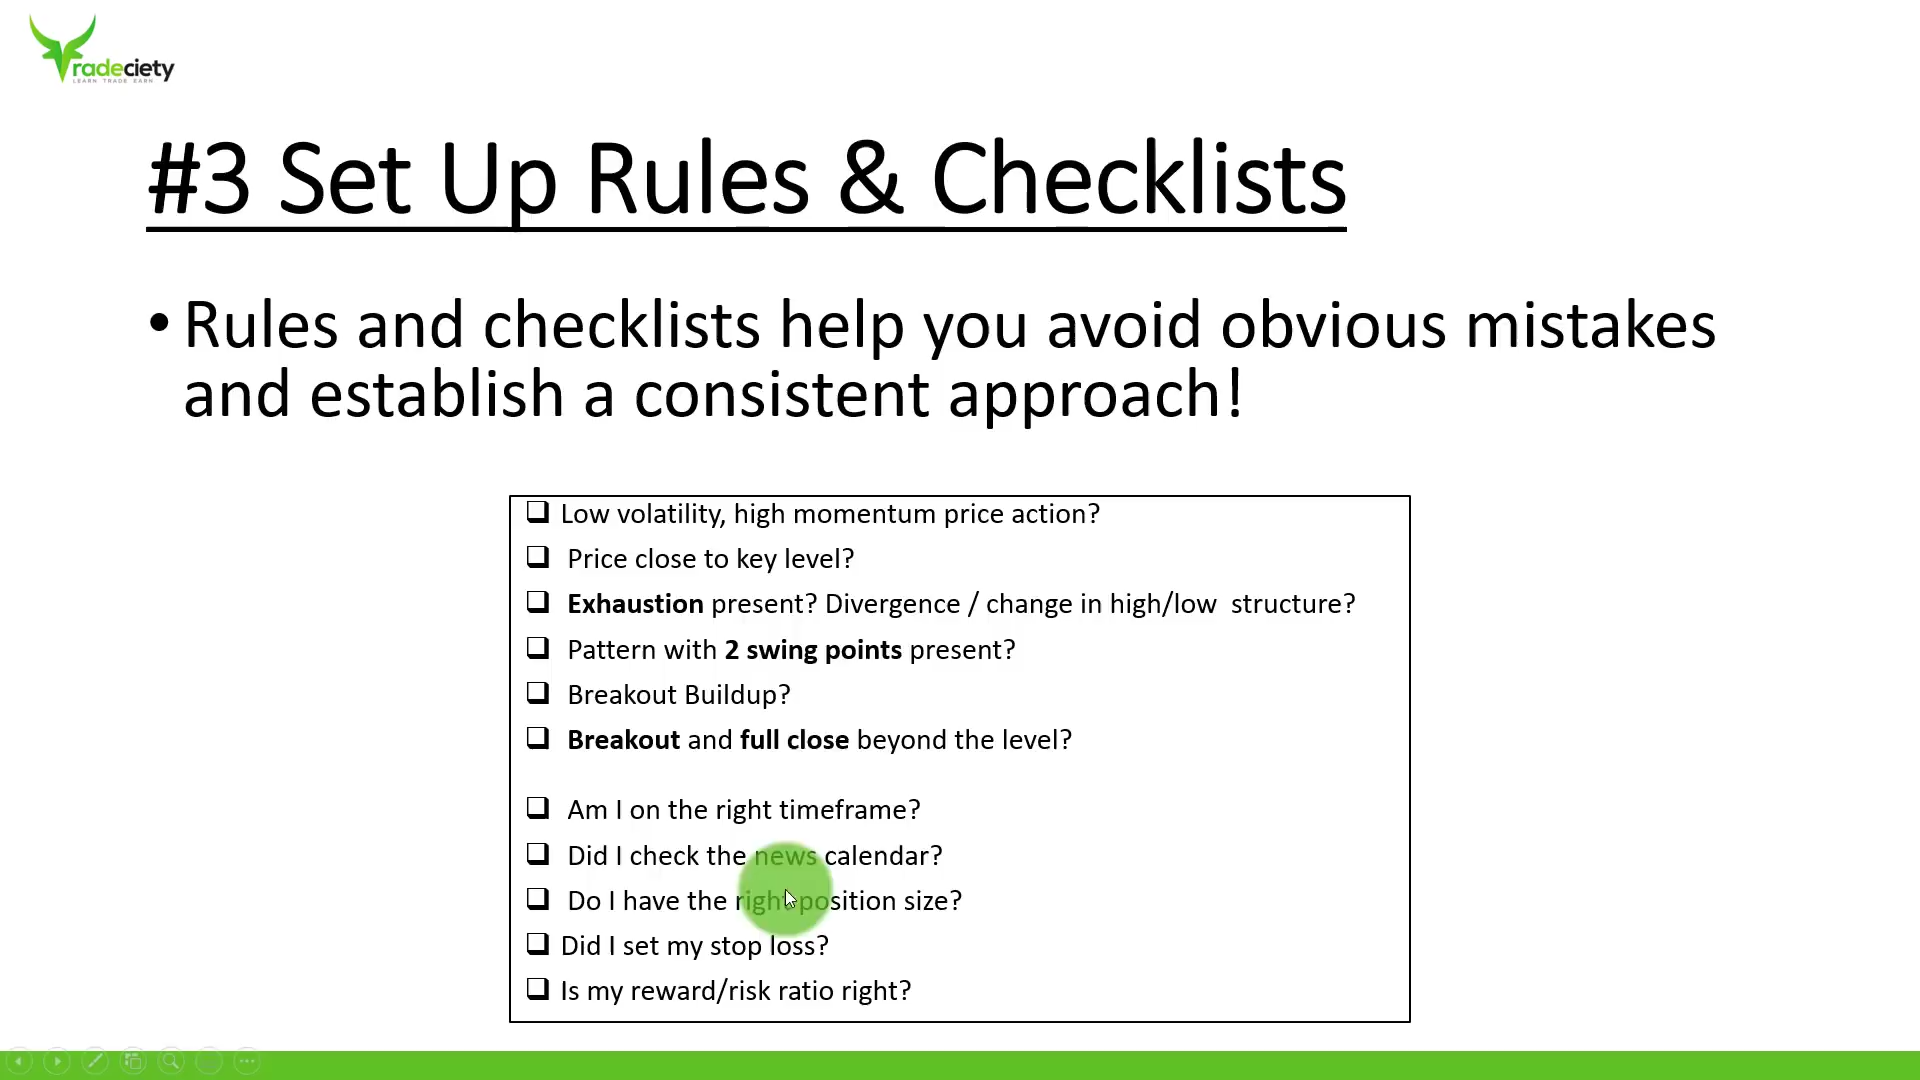 Tradeciety
LEARN TRADE EARN
#3 Set Up Rules & Checklists
• Rules and checklists help you avoid obvious mistakes
and establish a consistent approach!
❑ Low volatility, high momentum price action?
❑ Price close to key level?
❑ Exhaustion present? Divergence / change in high/low structure?
❑ Pattern with 2 swing points present?
❑ Breakout Buildup?
❑ Breakout and full close beyond the level?
❑ Am I on the right timeframe?
❑ Did I check the news calendar?
❑ Do I have the right position size?
❑ Did I set my stop loss?
❑ Is my reward/risk ratio right?